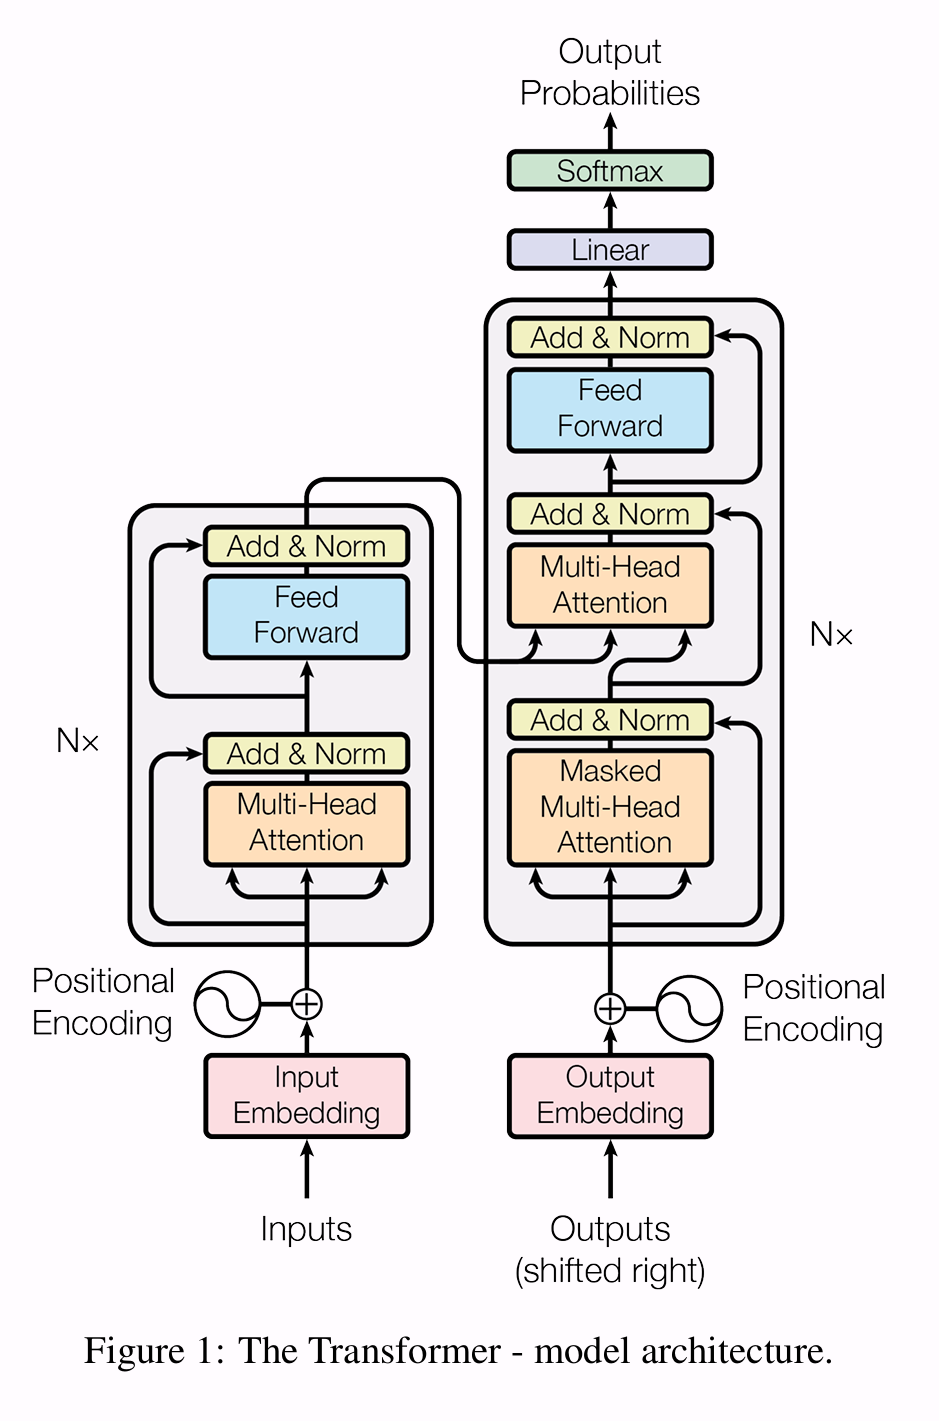 Output
Probabilities
Softmax
Linear
Add & Norm
Feed
Forward
Add & Norm
Multi-Head
Attention
N×
Add & Norm
Masked
Multi-Head
Attention
Add & Norm
Feed
Forward
N×
Add & Norm
Multi-Head
Attention
Positional
Encoding
Positional
Encoding
Input
Embedding
Output
Embedding
Inputs
Outputs
(shifted right)
Figure 1: The Transformer - model architecture.